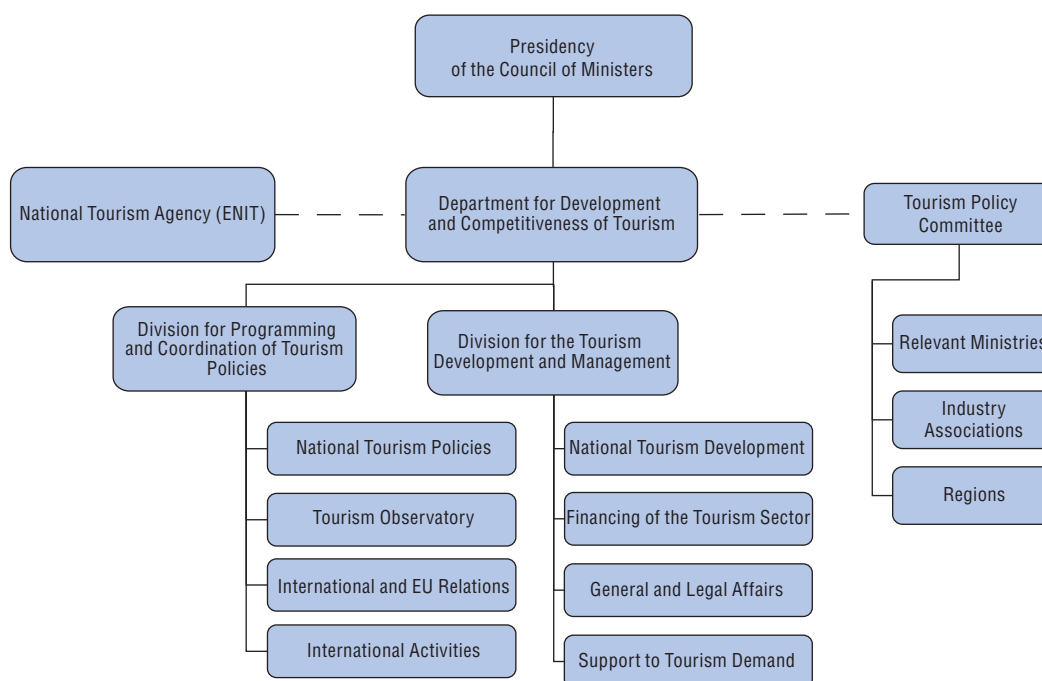 Presidency
of the Council of Ministers
National Tourism Agency (ENIT)
Department for Development
and Competitiveness of Tourism
Tourism Policy
Committee
Division for Programming
and Coordination of Tourism
Policies
Division for the Tourism
Development and Management
Relevant Ministries
Industry
Associations
Regions
National Tourism Policies
Tourism Observatory
International and EU Relations
International Activities
National Tourism Development
Financing of the Tourism Sector
General and Legal Affairs
Support to Tourism Demand